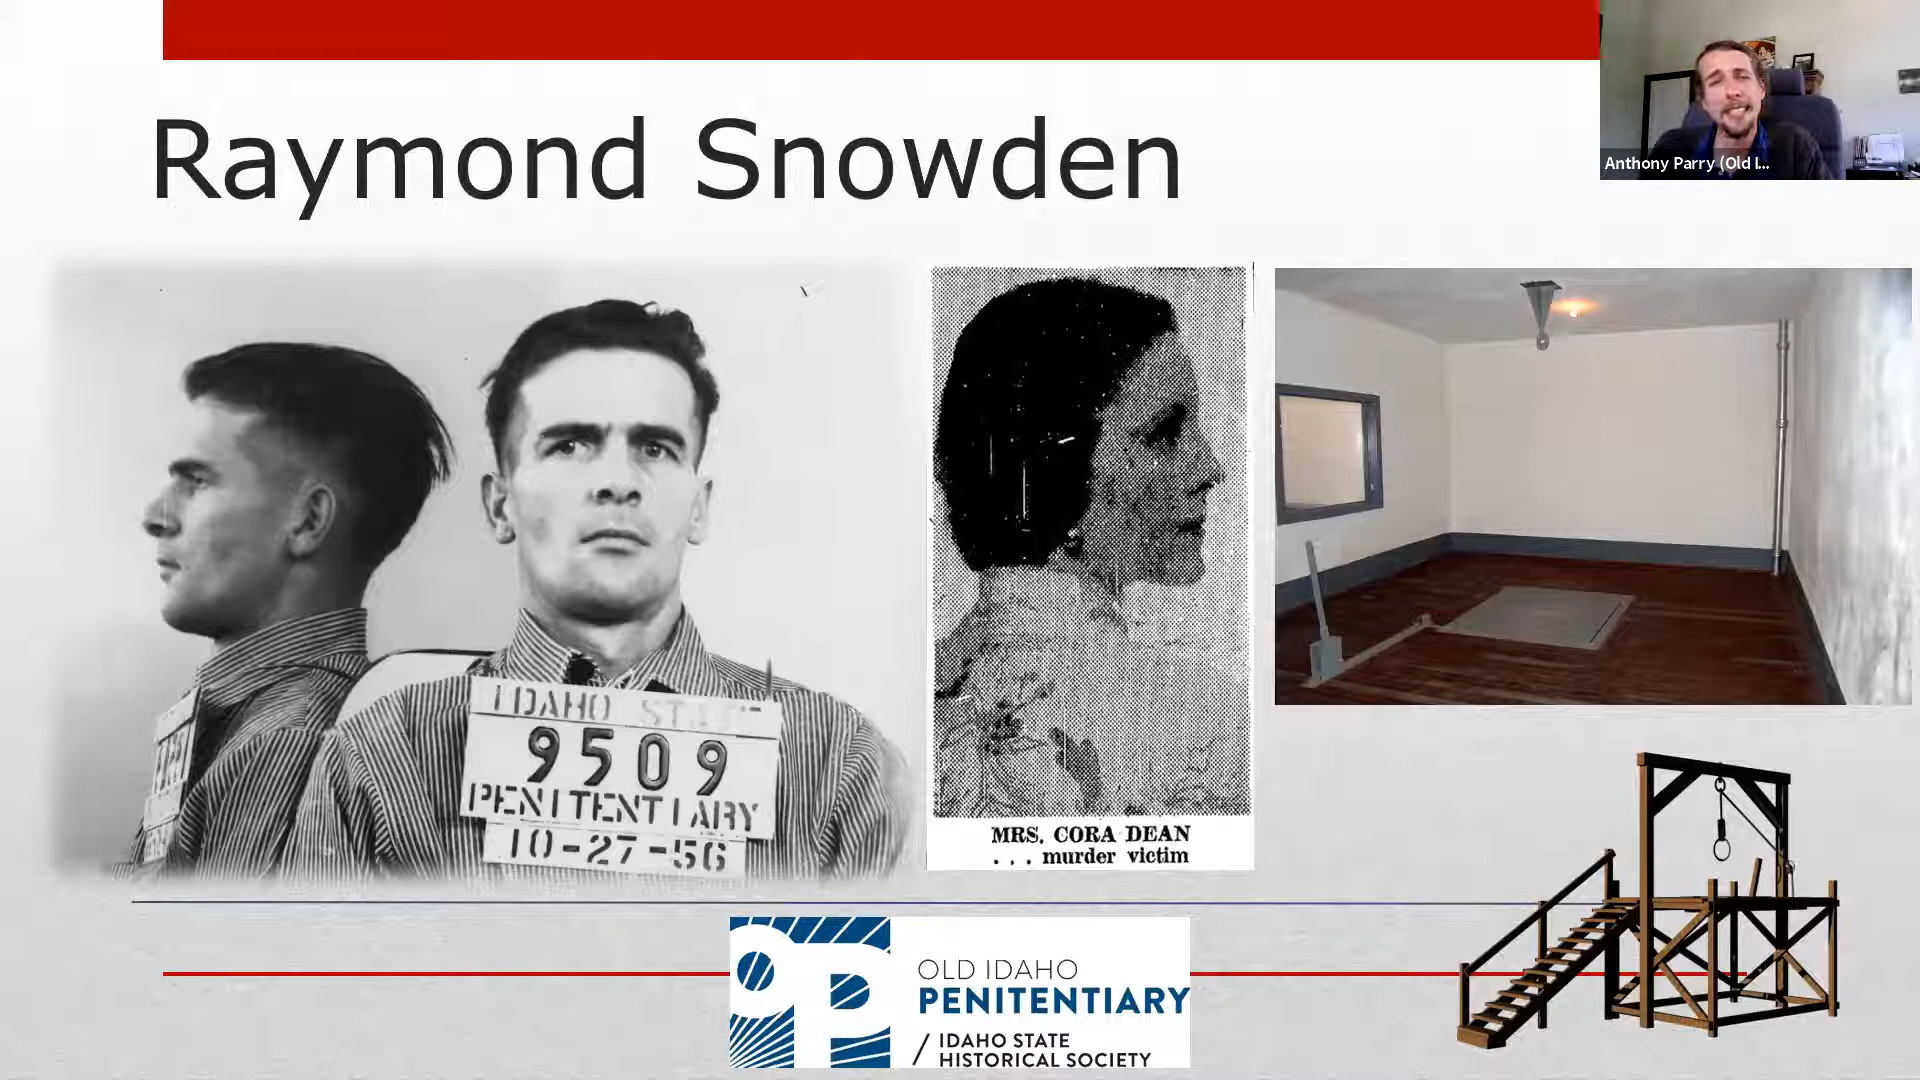 Raymond Snowden
Anthony Parry (Old I...
IDAHO STATE
9509
PENITENTIARY
10-27-56
MRS. CORA DEAN
. . . murder victim
OLD IDAHO
PENITENTIARY
/ IDAHO STATE
HISTORICAL SOCIETY